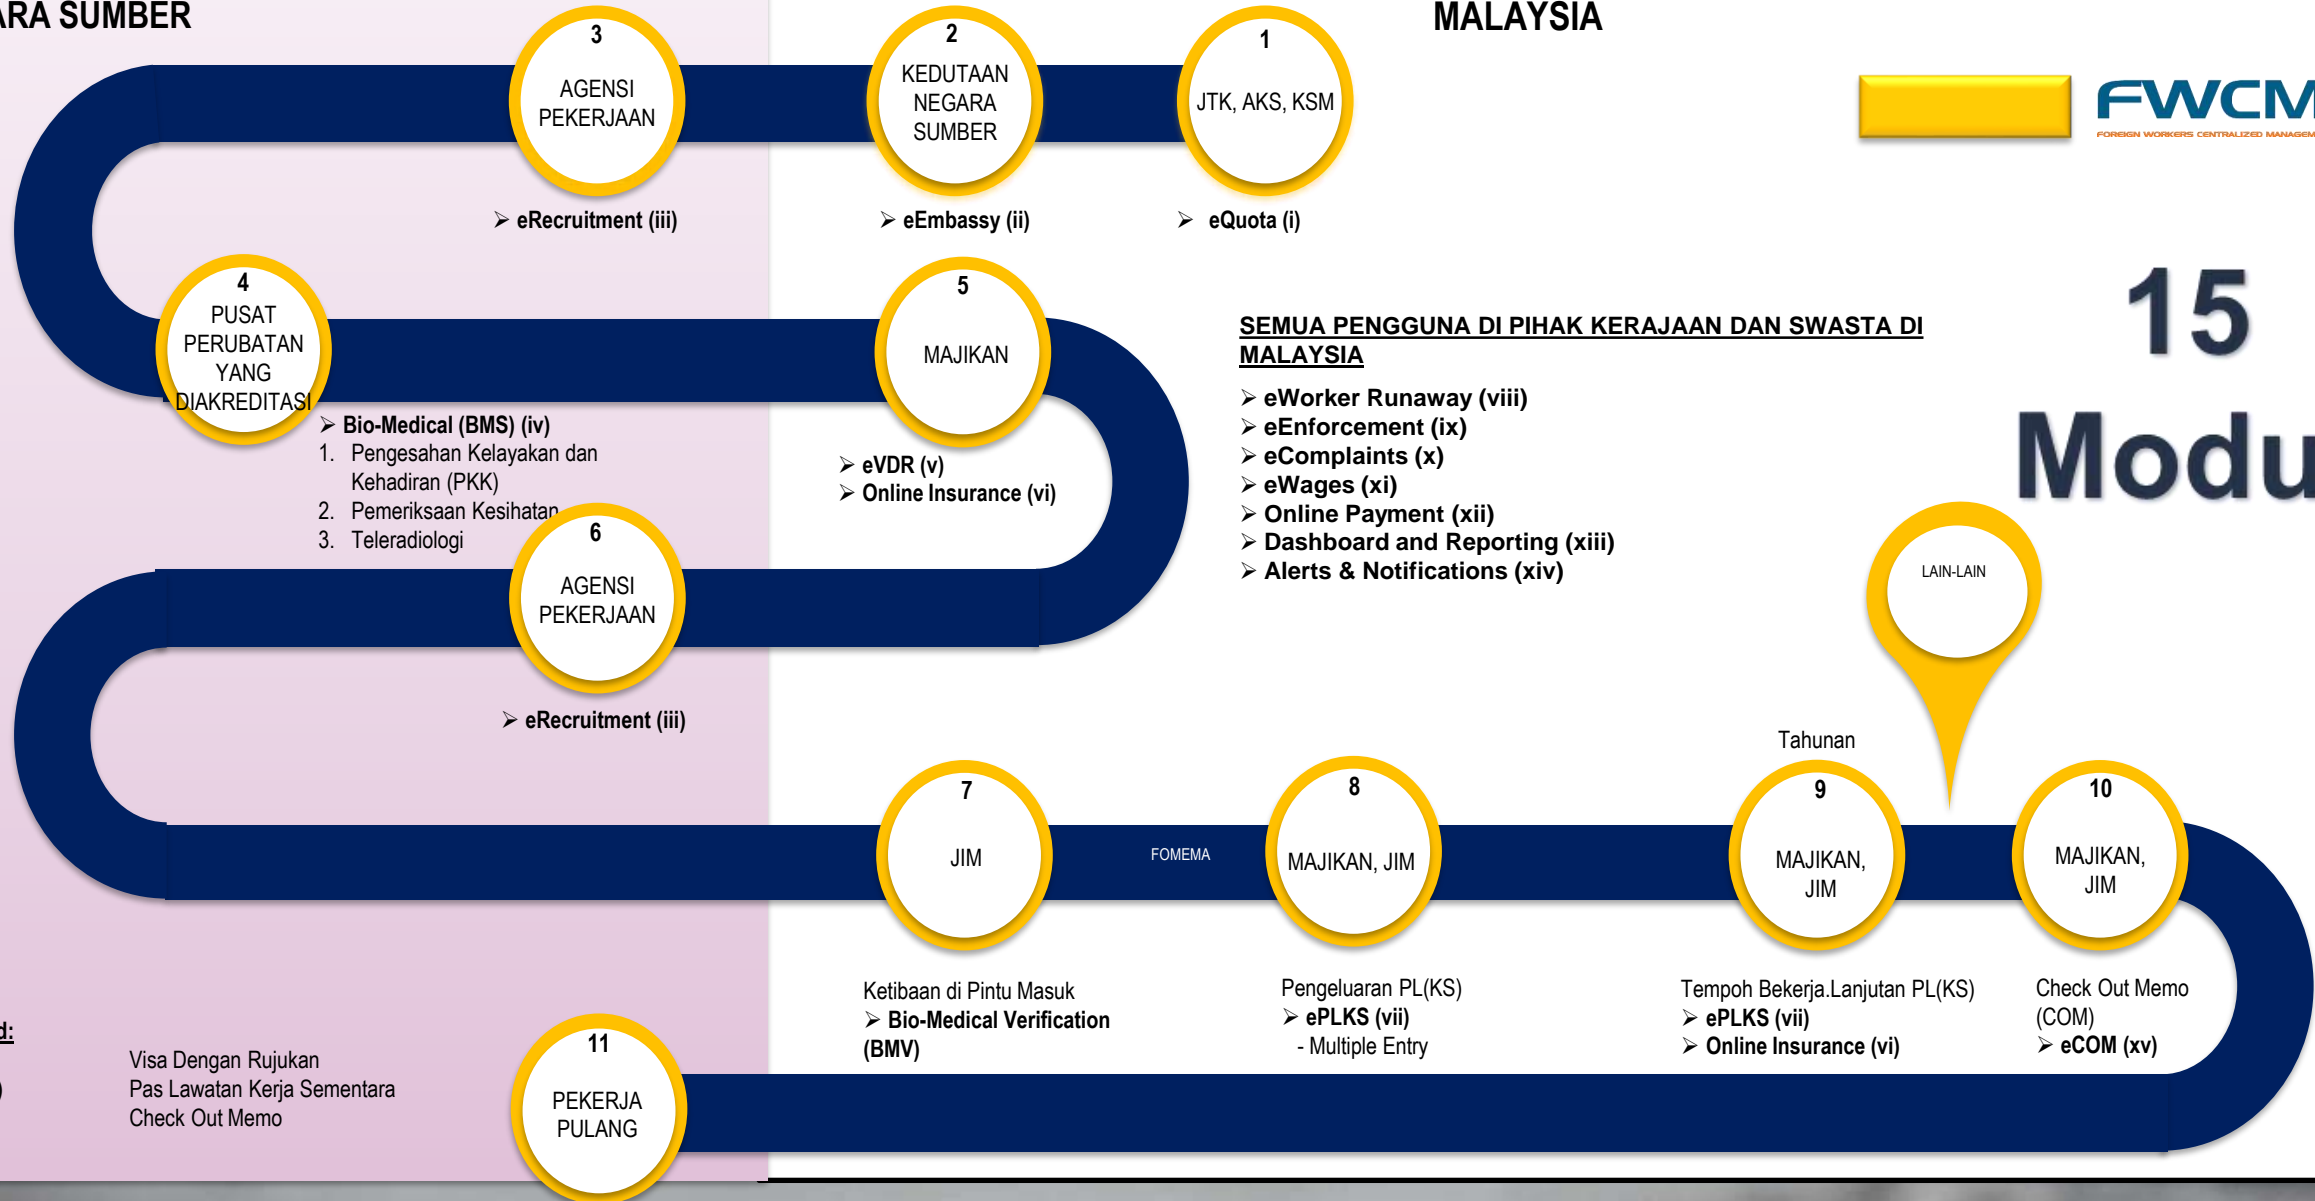 ARA SUMBER
MALAYSIA
3
AGENSI
PEKERJAAN
2
KEDUTAAN
NEGARA
SUMBER
1
JTK, AKS, KSM
FWCM
FOREIGN WORKERS CENTRALIZED MANAGEM
➢ eRecruitment (iii)
➢ eEmbassy (ii)
➢ eQuota (i)
4
PUSAT
PERUBATAN
YANG
DIAKREDITASI
5
MAJIKAN
SEMUA PENGGUNA DI PIHAK KERAJAAN DAN SWASTA DI
MALAYSIA
➢ eWorker Runaway (viii)
➢ eEnforcement (ix)
➢ eComplaints (x)
➢ eWages (xi)
➢ Online Payment (xii)
➢ Dashboard and Reporting (xiii)
➢ Alerts & Notifications (xiv)
15
Modu
➢ Bio-Medical (BMS) (iv)
1. Pengesahan Kelayakan dan
Kehadiran (PKK)
2. Pemeriksaan Kesihatan
3. Teleradiologi
➢ eVDR (v)
➢ Online Insurance (vi)
6
AGENSI
PEKERJAAN
➢ eRecruitment (iii)
LAIN-LAIN
Tahunan
7
JIM
FOMEMA
8
MAJIKAN, JIM
9
MAJIKAN,
JIM
10
MAJIKAN,
JIM
Ketibaan di Pintu Masuk
➢ Bio-Medical Verification
(BMV)
Pengeluaran PL(KS)
➢ ePLKS (vii)
- Multiple Entry
Tempoh Bekerja.Lanjutan PL(KS)
➢ ePLKS (vii)
➢ Online Insurance (vi)
Check Out Memo
(COM)
➢ eCOM (xv)
d:
)
Visa Dengan Rujukan
Pas Lawatan Kerja Sementara
Check Out Memo
11
PEKERJA
PULANG